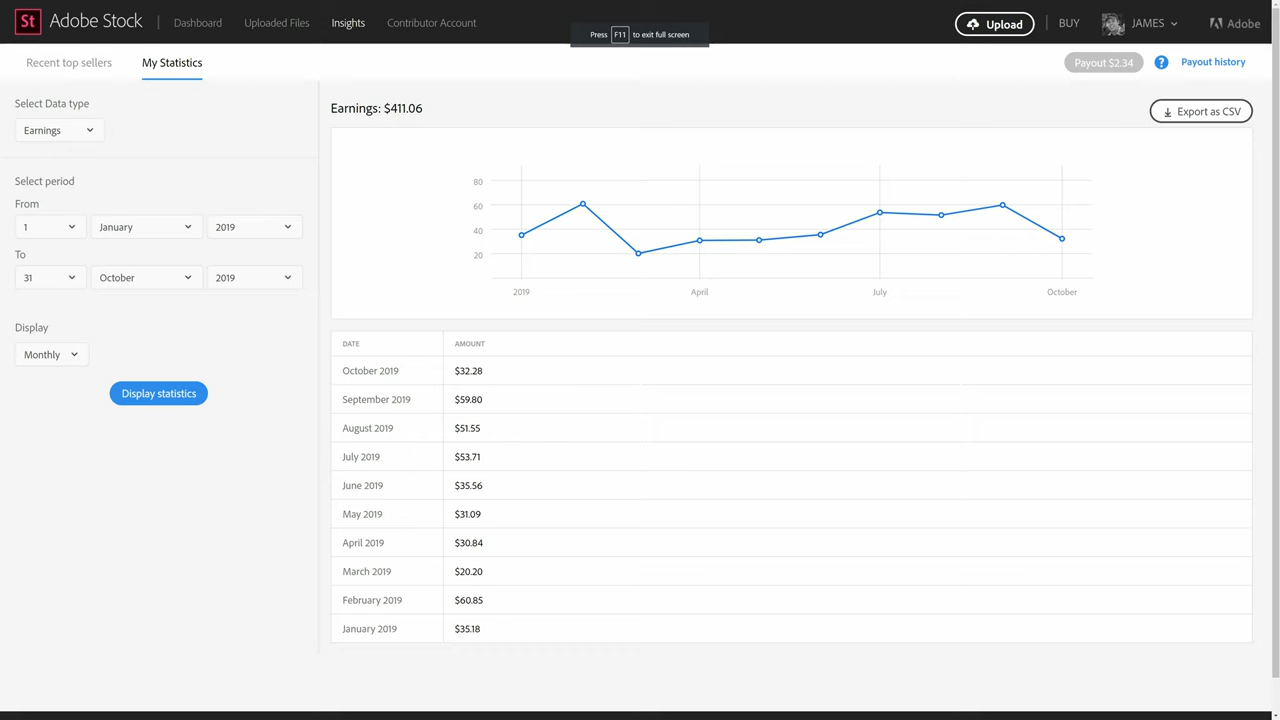 St Adobe Stock Dashboard Uploaded Files Insights Contributor Account Upload BUY JAMES Adobe
Press F11 to exit full screen
Recent top sellers My Statistics Payout $2.34 ? Payout history
Select Data type
Earnings
Select period
From
1 January 2019
To
31 October 2019
Display
Monthly
Display statistics
Earnings: $411.06
Export as CSV
80
60
40
20
2019 April July October
DATE AMOUNT
October 2019 $32.28
September 2019 $59.80
August 2019 $51.55
July 2019 $53.71
June 2019 $35.56
May 2019 $31.09
April 2019 $30.84
March 2019 $20.20
February 2019 $60.85
January 2019 $35.18